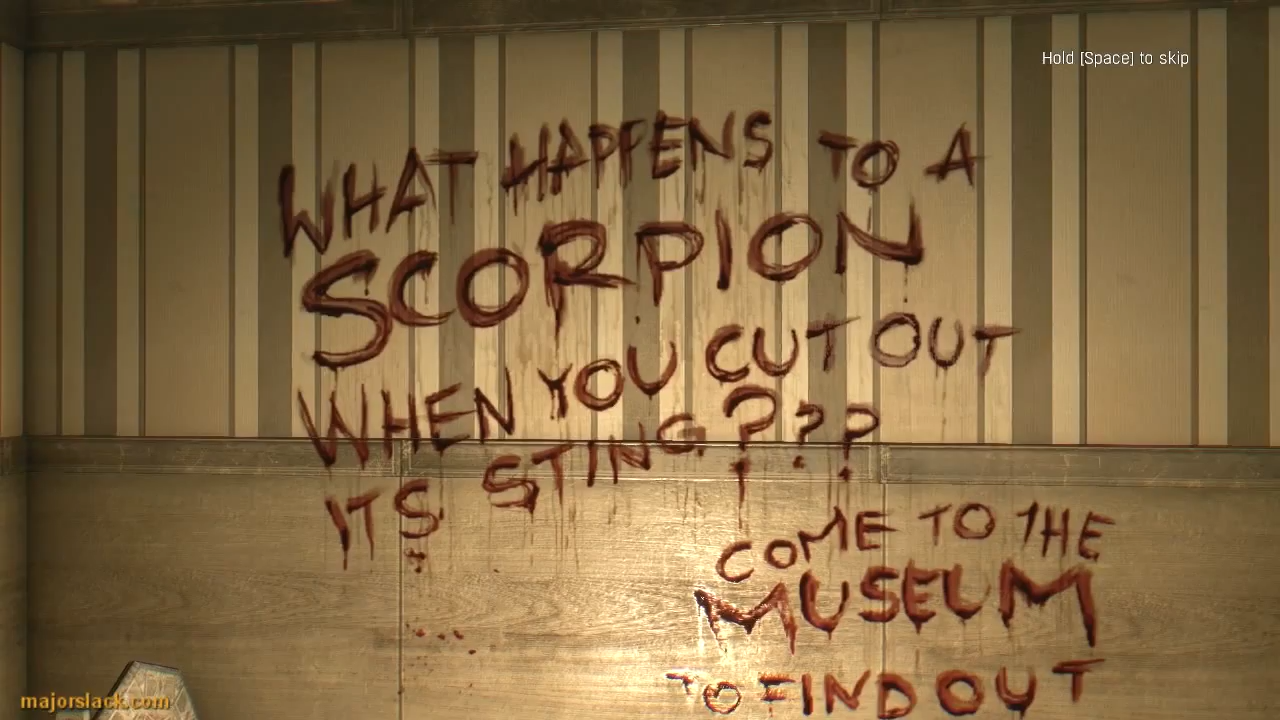 Hold [Space] to skip
WHAT HAPPENS TO A
SCORPION
WHEN YOU CUT OUT
ITS STING???
COME TO THE
MUSEUM
TO FIND OUT
majorslack.com